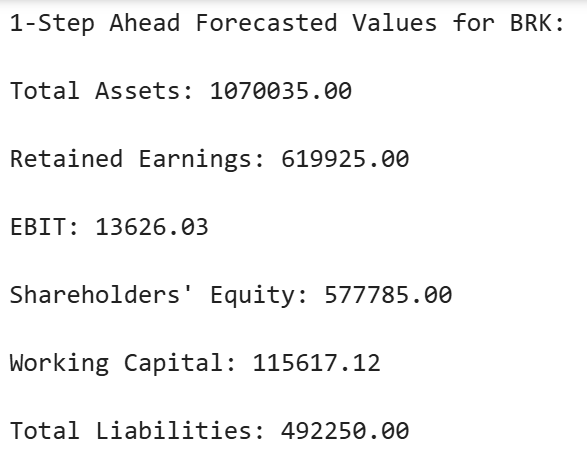 1-Step Ahead Forecasted Values for BRK:
Total Assets: 1070035.00
Retained Earnings: 619925.00
EBIT: 13626.03
Shareholders' Equity: 577785.00
Working Capital: 115617.12
Total Liabilities: 492250.00